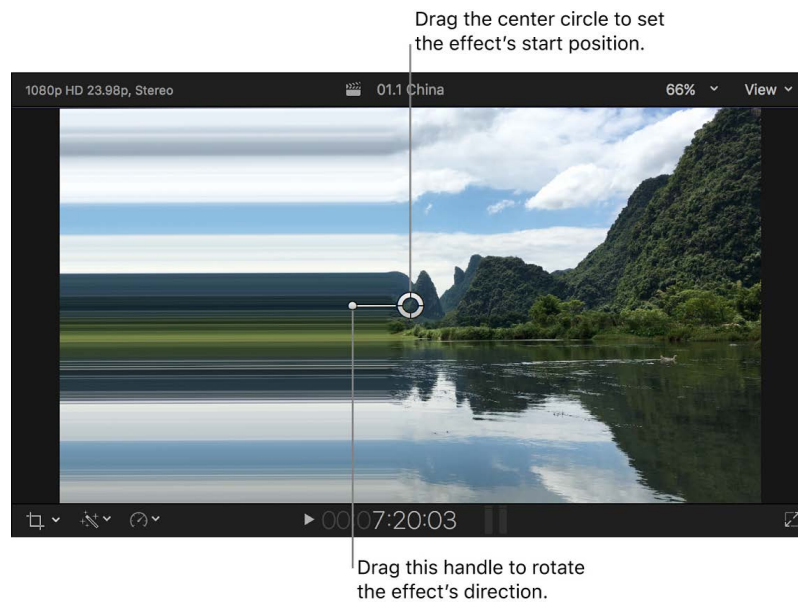 Drag the center circle to set
the effect's start position.
1080p HD 23.98p, Stereo 01.1 China 66% View
00:07:20:03
Drag this handle to rotate
the effect's direction.